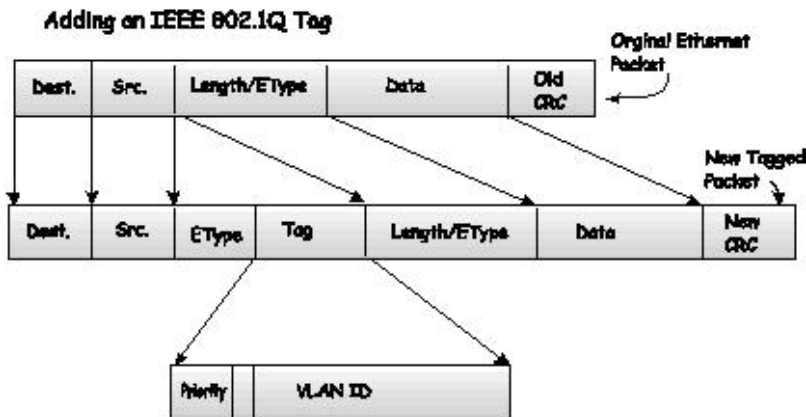 Adding an IEEE 802.1Q Tag
Orginal Ethernet
Packet
Dest. Src. Length/EType Data Old
CRC
New Tagged
Packet
Dest. Src. EType Tag Length/EType Data New
CRC
Priority VLAN ID